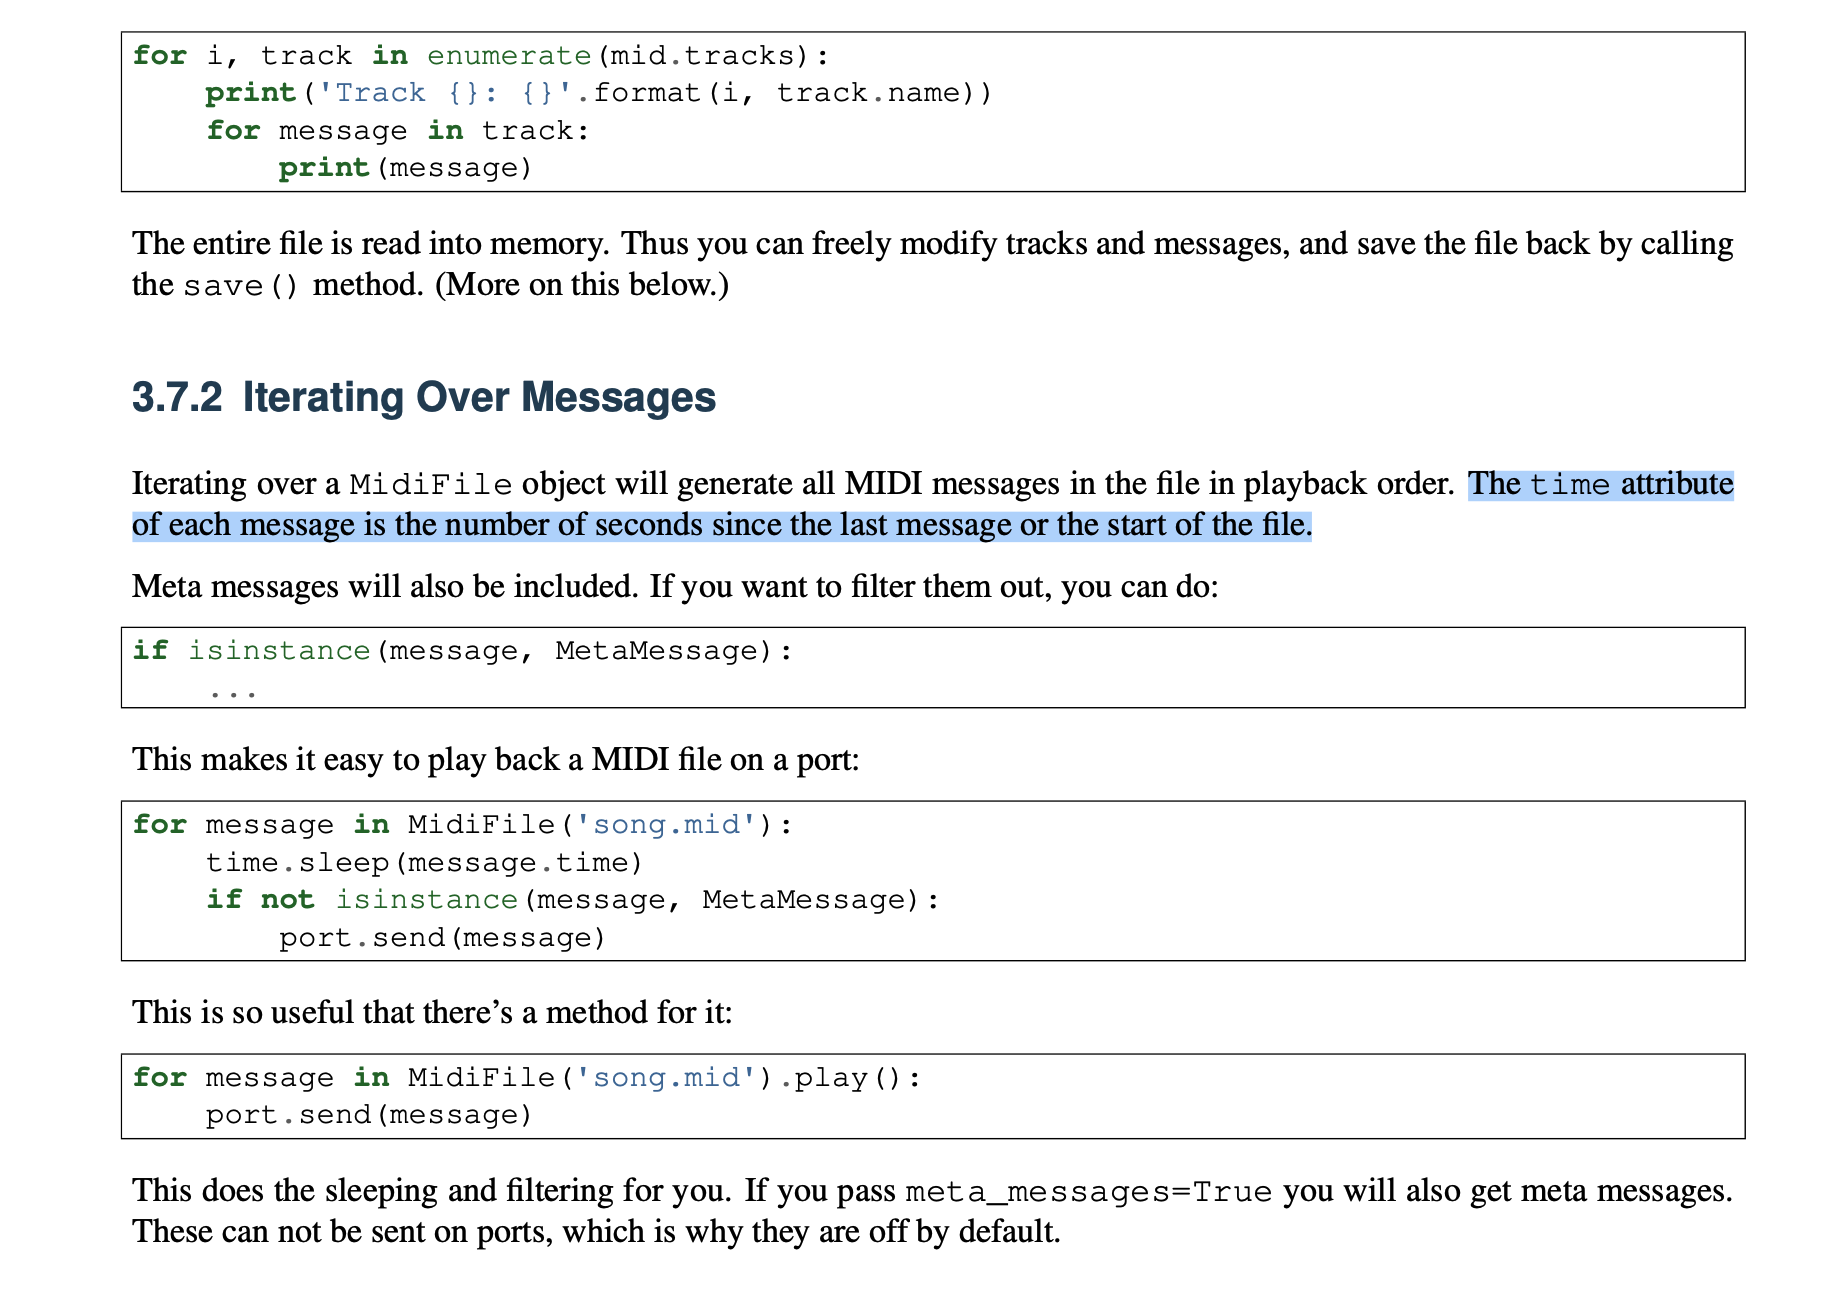 for i, track in enumerate(mid.tracks):
    print('Track {}: {}'.format(i, track.name))
    for message in track:
        print(message)
The entire file is read into memory. Thus you can freely modify tracks and messages, and save the file back by calling
the save() method. (More on this below.)
3.7.2 Iterating Over Messages
Iterating over a MidiFile object will generate all MIDI messages in the file in playback order. The time attribute
of each message is the number of seconds since the last message or the start of the file.
Meta messages will also be included. If you want to filter them out, you can do:
if isinstance(message, MetaMessage):
    ...
This makes it easy to play back a MIDI file on a port:
for message in MidiFile('song.mid'):
    time.sleep(message.time)
    if not isinstance(message, MetaMessage):
        port.send(message)
This is so useful that there’s a method for it:
for message in MidiFile('song.mid').play():
    port.send(message)
This does the sleeping and filtering for you. If you pass meta_messages=True you will also get meta messages.
These can not be sent on ports, which is why they are off by default.